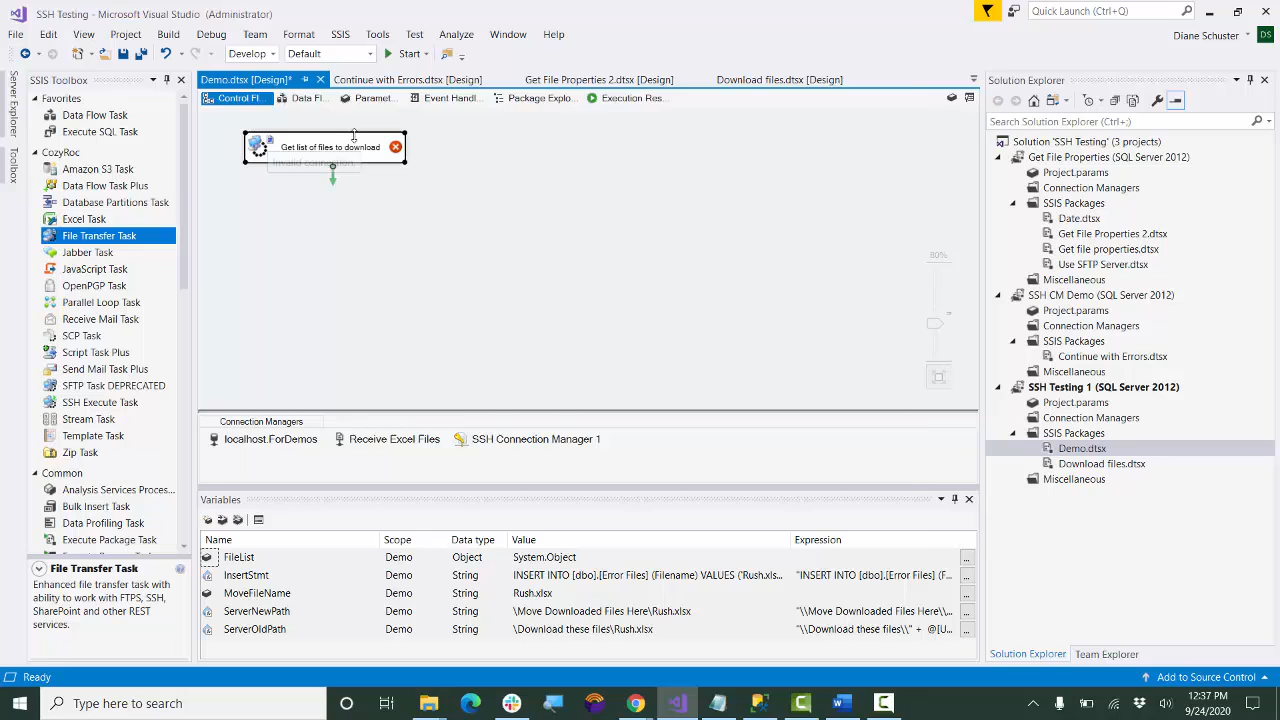 SSH Testing - Microsoft Visual Studio (Administrator)
Quick Launch (Ctrl+Q)
File Edit View Project Build Debug Team Format SSIS Tools Test Analyze Window Help
Diane Schuster
DS
Develop Default Start
Server Explorer
Toolbox
SSIS Toolbox
Favorites
Data Flow Task
Execute SQL Task
CozyRoc
Amazon S3 Task
Data Flow Task Plus
Database Partitions Task
Excel Task
File Transfer Task
Jabber Task
JavaScript Task
OpenPGP Task
Parallel Loop Task
Receive Mail Task
SCP Task
Script Task Plus
Send Mail Task Plus
SFTP Task DEPRECATED
SSH Execute Task
Stream Task
Template Task
Zip Task
Common
Analysis Services Proces...
Bulk Insert Task
Data Profiling Task
Execute Package Task
File Transfer Task
Enhanced file transfer task with
ability to work with FTPS, SSH,
SharePoint and other REST
services.
Demo.dtsx [Design]*
Continue with Errors.dtsx [Design]
Get File Properties 2.dtsx [Design]
Download files.dtsx [Design]
Control Fl... Data Fl... Paramet... Event Handl... Package Explo... Execution Res...
Get list of files to download
Invalid connection.
80%
Connection Managers
localhost.ForDemos Receive Excel Files SSH Connection Manager 1
Variables
Name Scope Data type Value Expression
FileList Demo Object System.Object ...
InsertStmt Demo String INSERT INTO [dbo].[Error Files] (Filename) VALUES ('Rush.xls... "INSERT INTO [dbo].[Error Files] (F... ...
MoveFileName Demo String Rush.xlsx ...
ServerNewPath Demo String \Move Downloaded Files Here\Rush.xlsx "\\Move Downloaded Files Here\\... ...
ServerOldPath Demo String \Download these files\Rush.xlsx "\\Download these files\\" + @[U... ...
Solution Explorer
Search Solution Explorer (Ctrl+;)
Solution 'SSH Testing' (3 projects)
Get File Properties (SQL Server 2012)
Project.params
Connection Managers
SSIS Packages
Date.dtsx
Get File Properties 2.dtsx
Get file properties.dtsx
Use SFTP Server.dtsx
Miscellaneous
SSH CM Demo (SQL Server 2012)
Project.params
Connection Managers
SSIS Packages
Continue with Errors.dtsx
Miscellaneous
SSH Testing 1 (SQL Server 2012)
Project.params
Connection Managers
SSIS Packages
Demo.dtsx
Download files.dtsx
Miscellaneous
Solution Explorer Team Explorer
Ready
Add to Source Control
Type here to search
12:37 PM
9/24/2020